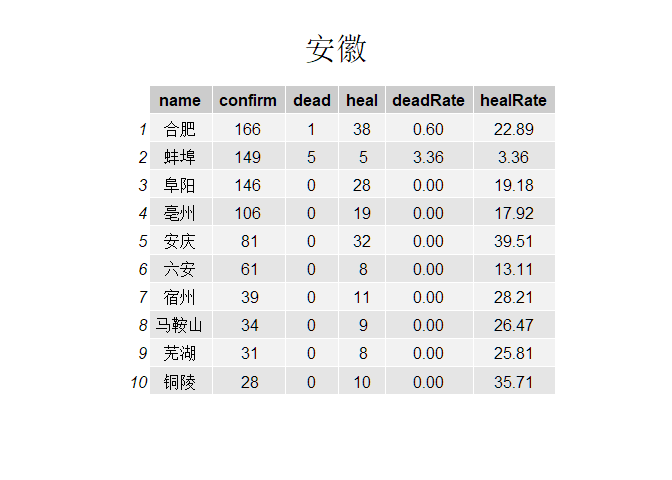 安徽
name confirm dead heal deadRate healRate
1 合肥 166 1 38 0.60 22.89
2 蚌埠 149 5 5 3.36 3.36
3 阜阳 146 0 28 0.00 19.18
4 亳州 106 0 19 0.00 17.92
5 安庆 81 0 32 0.00 39.51
6 六安 61 0 8 0.00 13.11
7 宿州 39 0 11 0.00 28.21
8 马鞍山 34 0 9 0.00 26.47
9 芜湖 31 0 8 0.00 25.81
10 铜陵 28 0 10 0.00 35.71